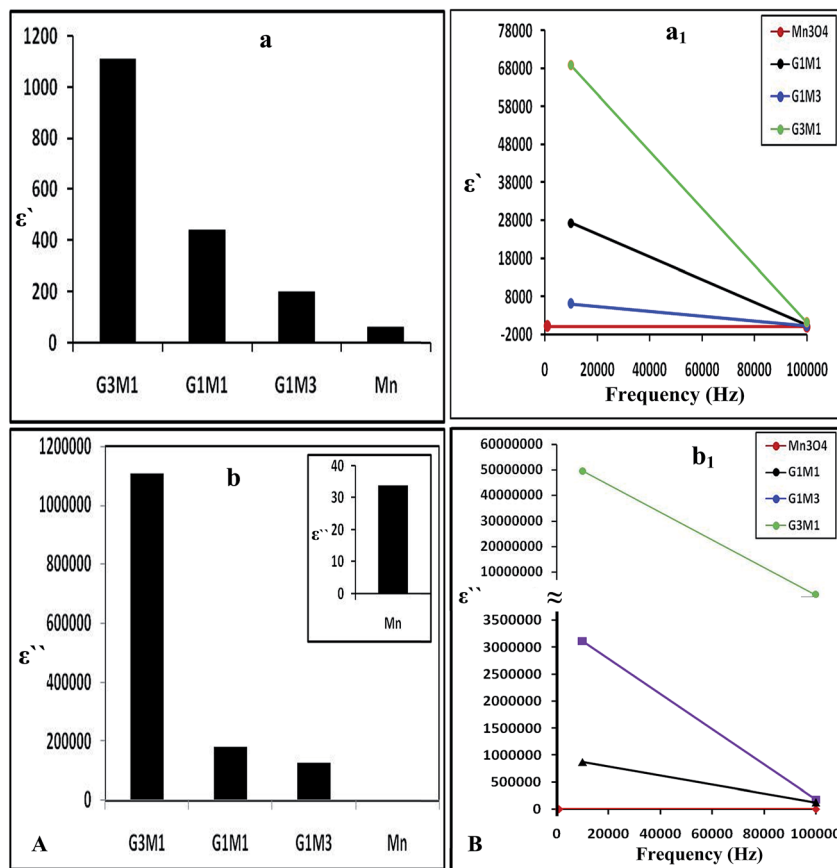 a
1200
1000
800
600
400
200
0
ε`
G3M1 G1M1 G1M3 Mn
a₁
78000
68000
58000
48000
38000
28000
18000
8000
-2000
ε`
Mn3O4
G1M1
G1M3
G3M1
0 20000 40000 60000 80000 100000
Frequency (Hz)
b
1200000
1000000
800000
600000
400000
200000
0
ε``
40
30
20
10
0
ε``
Mn
G3M1 G1M1 G1M3 Mn
A
b₁
60000000
50000000
40000000
30000000
20000000
10000000
ε``
≈
3500000
3000000
2500000
2000000
1500000
1000000
500000
0
Mn3O4
G1M1
G1M3
G3M1
0 20000 40000 60000 80000 100000
Frequency (Hz)
B